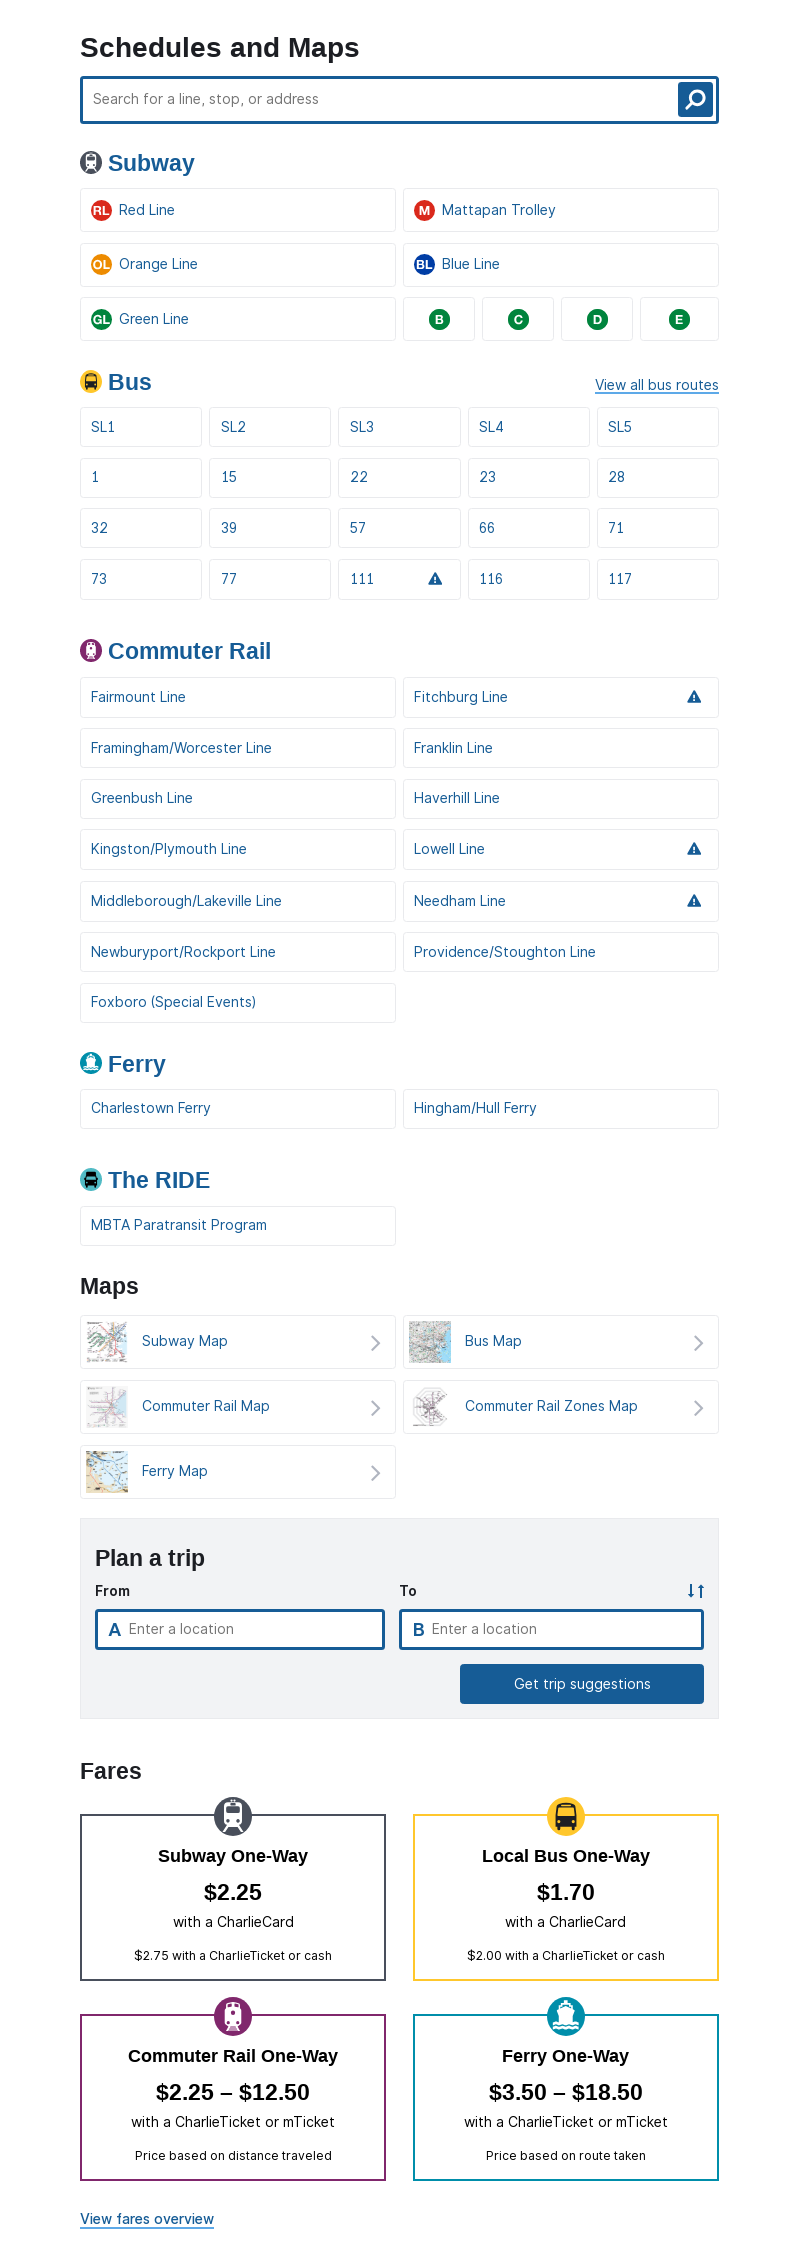 Schedules and Maps
Search for a line, stop, or address
Subway
RL Red Line
M Mattapan Trolley
OL Orange Line
BL Blue Line
GL Green Line
B C D E
Bus
View all bus routes
SL1 SL2 SL3 SL4 SL5
1 15 22 23 28
32 39 57 66 71
73 77 111 116 117
Commuter Rail
Fairmount Line
Fitchburg Line
Framingham/Worcester Line
Franklin Line
Greenbush Line
Haverhill Line
Kingston/Plymouth Line
Lowell Line
Middleborough/Lakeville Line
Needham Line
Newburyport/Rockport Line
Providence/Stoughton Line
Foxboro (Special Events)
Ferry
Charlestown Ferry
Hingham/Hull Ferry
The RIDE
MBTA Paratransit Program
Maps
Subway Map
Bus Map
Commuter Rail Map
Commuter Rail Zones Map
Ferry Map
Plan a trip
From
To
A Enter a location
B Enter a location
Get trip suggestions
Fares
Subway One-Way
$2.25
with a CharlieCard
$2.75 with a CharlieTicket or cash
Local Bus One-Way
$1.70
with a CharlieCard
$2.00 with a CharlieTicket or cash
Commuter Rail One-Way
$2.25 – $12.50
with a CharlieTicket or mTicket
Price based on distance traveled
Ferry One-Way
$3.50 – $18.50
with a CharlieTicket or mTicket
Price based on route taken
View fares overview